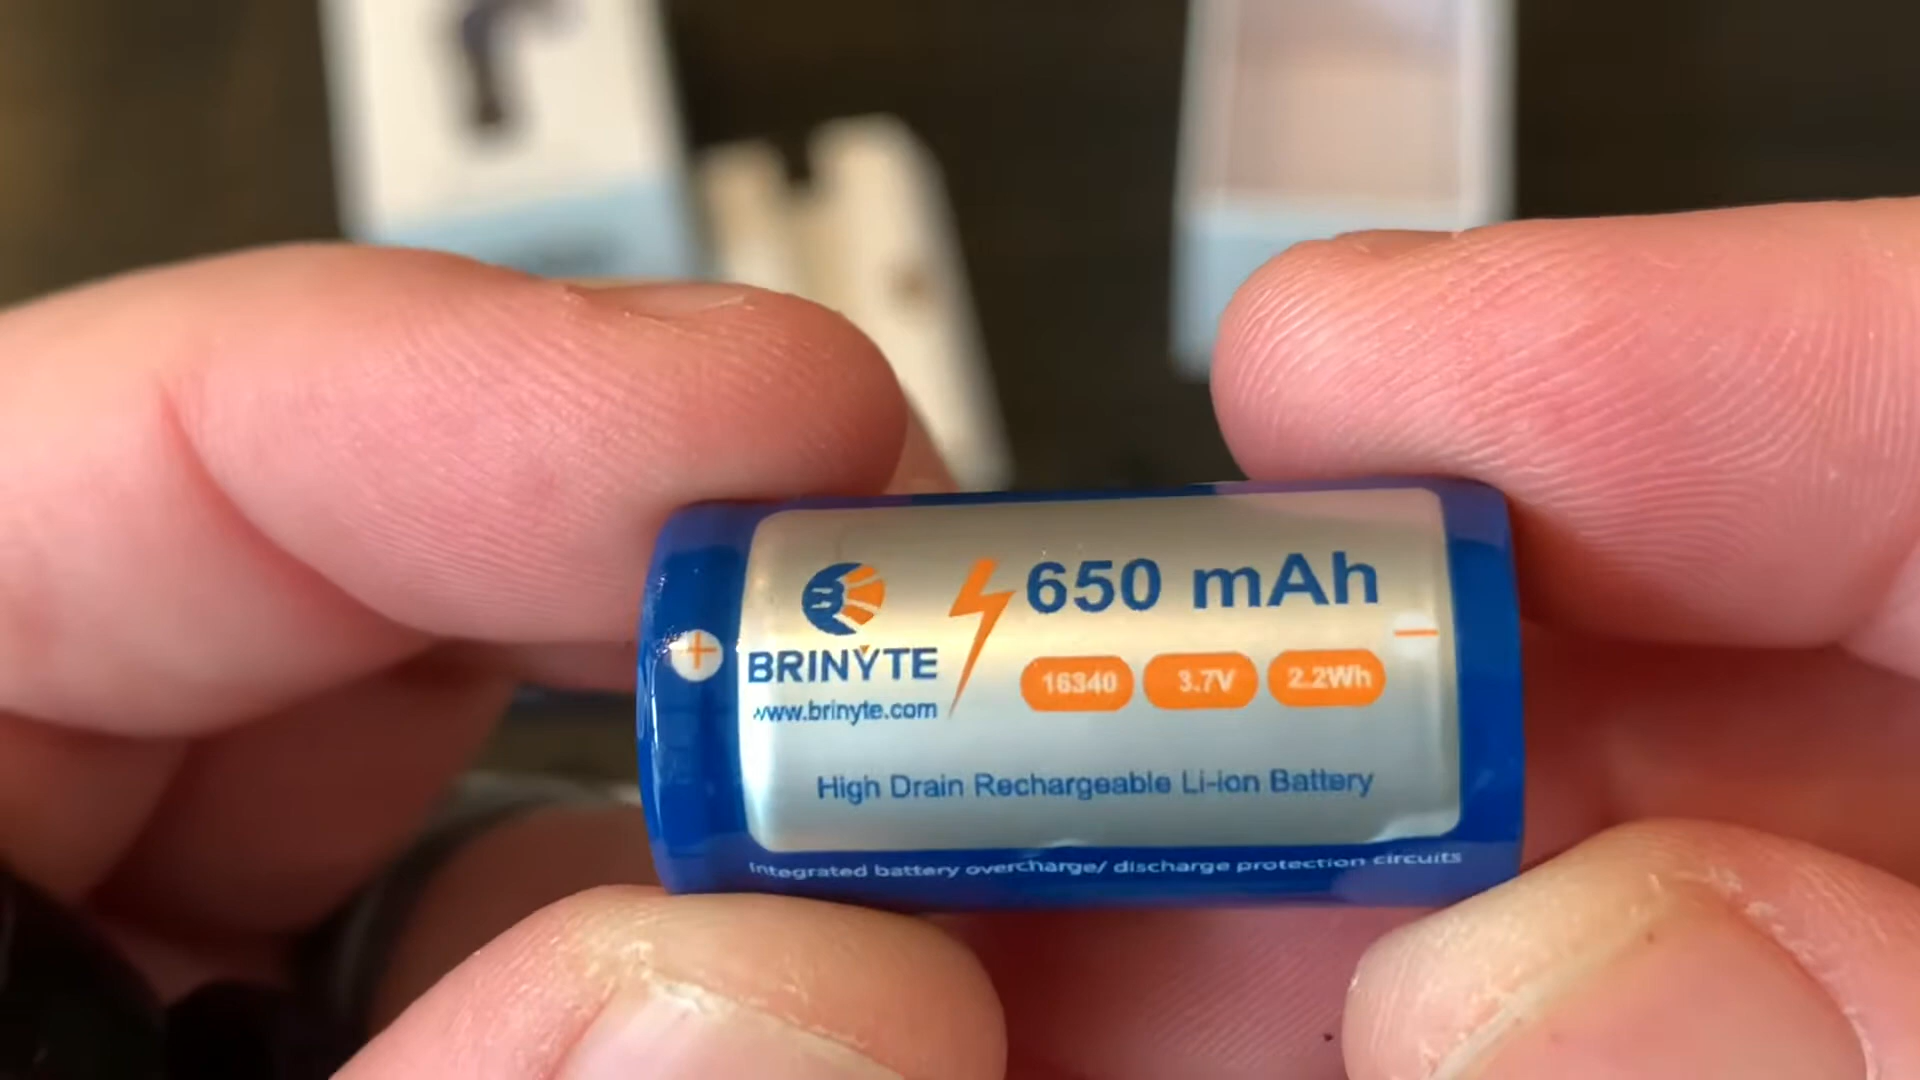 650 mAh
BRINYTE
www.brinyte.com
16340 3.7V 2.2Wh
High Drain Rechargeable Li-ion Battery
Integrated battery overcharge/ discharge protection circuits
+
−